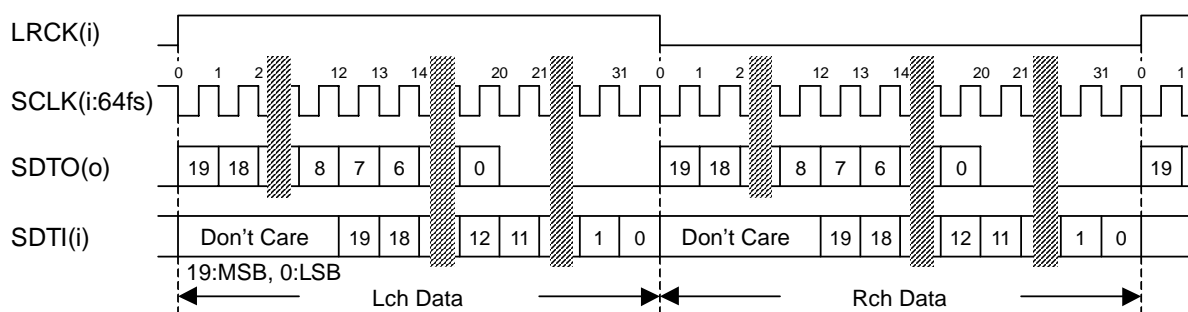 LRCK(i)
0 1 2 12 13 14 20 21 31 0 1 2 12 13 14 20 21 31 0 1
SCLK(i:64fs)
SDTO(o) 19 18 8 7 6 0 19 18 8 7 6 0 19
SDTI(i) Don't Care 19 18 12 11 1 0 Don't Care 19 18 12 11 1 0
19:MSB, 0:LSB
Lch Data Rch Data